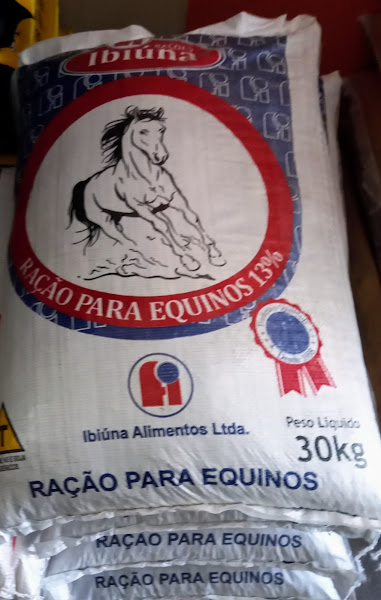 RAÇÕES
Ibiúna
RAÇÃO PARA EQUINOS 13%
Ibiúna Alimentos Ltda.
Peso Líquido
30kg
T
RAÇÃO PARA EQUINOS
RAÇÃO PARA EQUINOS
RAÇÃO PARA EQUINOS